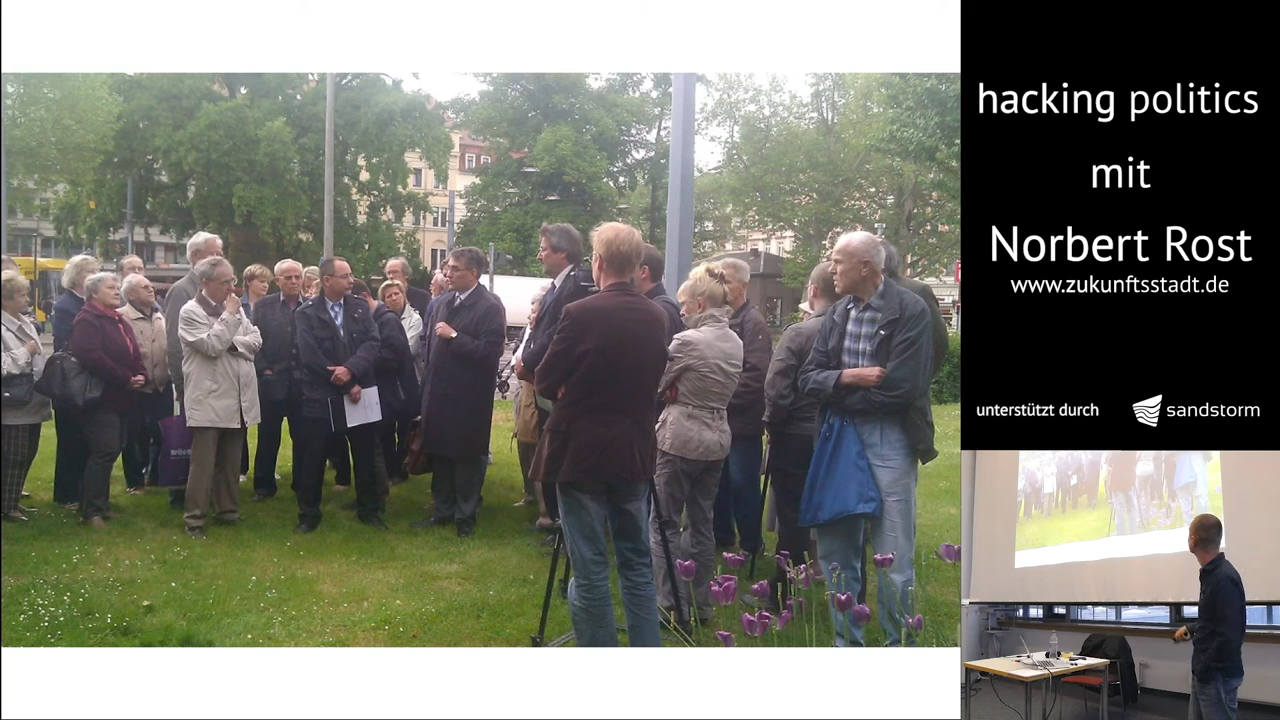 hacking politics
mit
Norbert Rost
www.zukunftsstadt.de
unterstützt durch
sandstorm